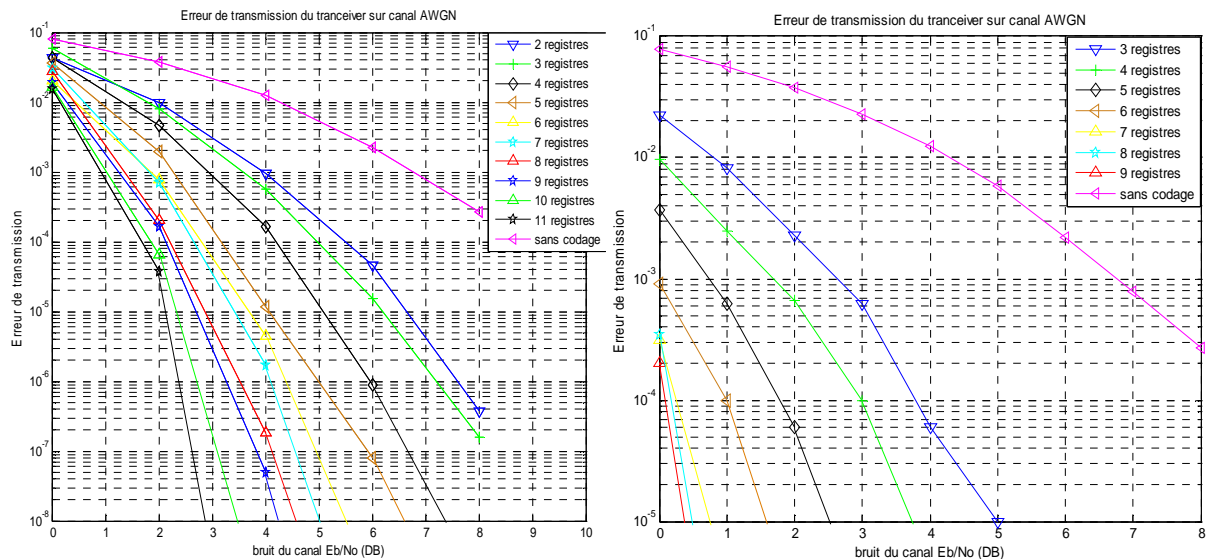 Erreur de transmission du tranceiver sur canal AWGN
10^-1
10^-2
10^-3
10^-4
10^-5
10^-6
10^-7
10^-8
Erreur de transmission
0 1 2 3 4 5 6 7 8 9 10
bruit du canal Eb/No (DB)
2 registres
3 registres
4 registres
5 registres
6 registres
7 registres
8 registres
9 registres
10 registres
11 registres
sans codage
Erreur de transmission du tranceiver sur canal AWGN
10^-1
10^-2
10^-3
10^-4
10^-5
Erreur de transmission
0 1 2 3 4 5 6 7 8
bruit du canal Eb/No (DB)
3 registres
4 registres
5 registres
6 registres
7 registres
8 registres
9 registres
sans codage